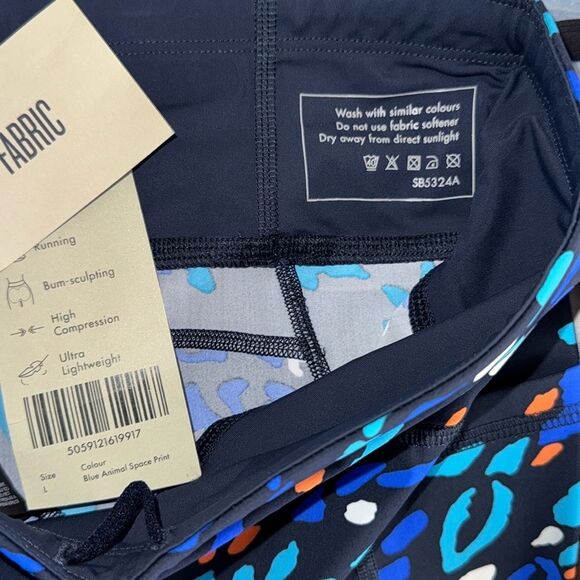 FABRIC
Running
Bum-sculpting
High
Compression
Ultra
Lightweight
5059121619917
Size
L
Colour
Blue Animal Space Print
Wash with similar colours
Do not use fabric softener
Dry away from direct sunlight
40
SB5324A